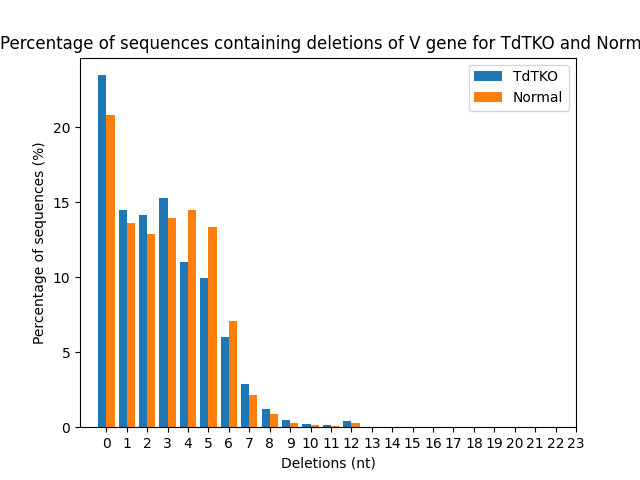 Percentage of sequences containing deletions of V gene for TdTKO and Norm
TdTKO
Normal
Percentage of sequences (%)
20
15
10
5
0
0 1 2 3 4 5 6 7 8 9 10 11 12 13 14 15 16 17 18 19 20 21 22 23
Deletions (nt)